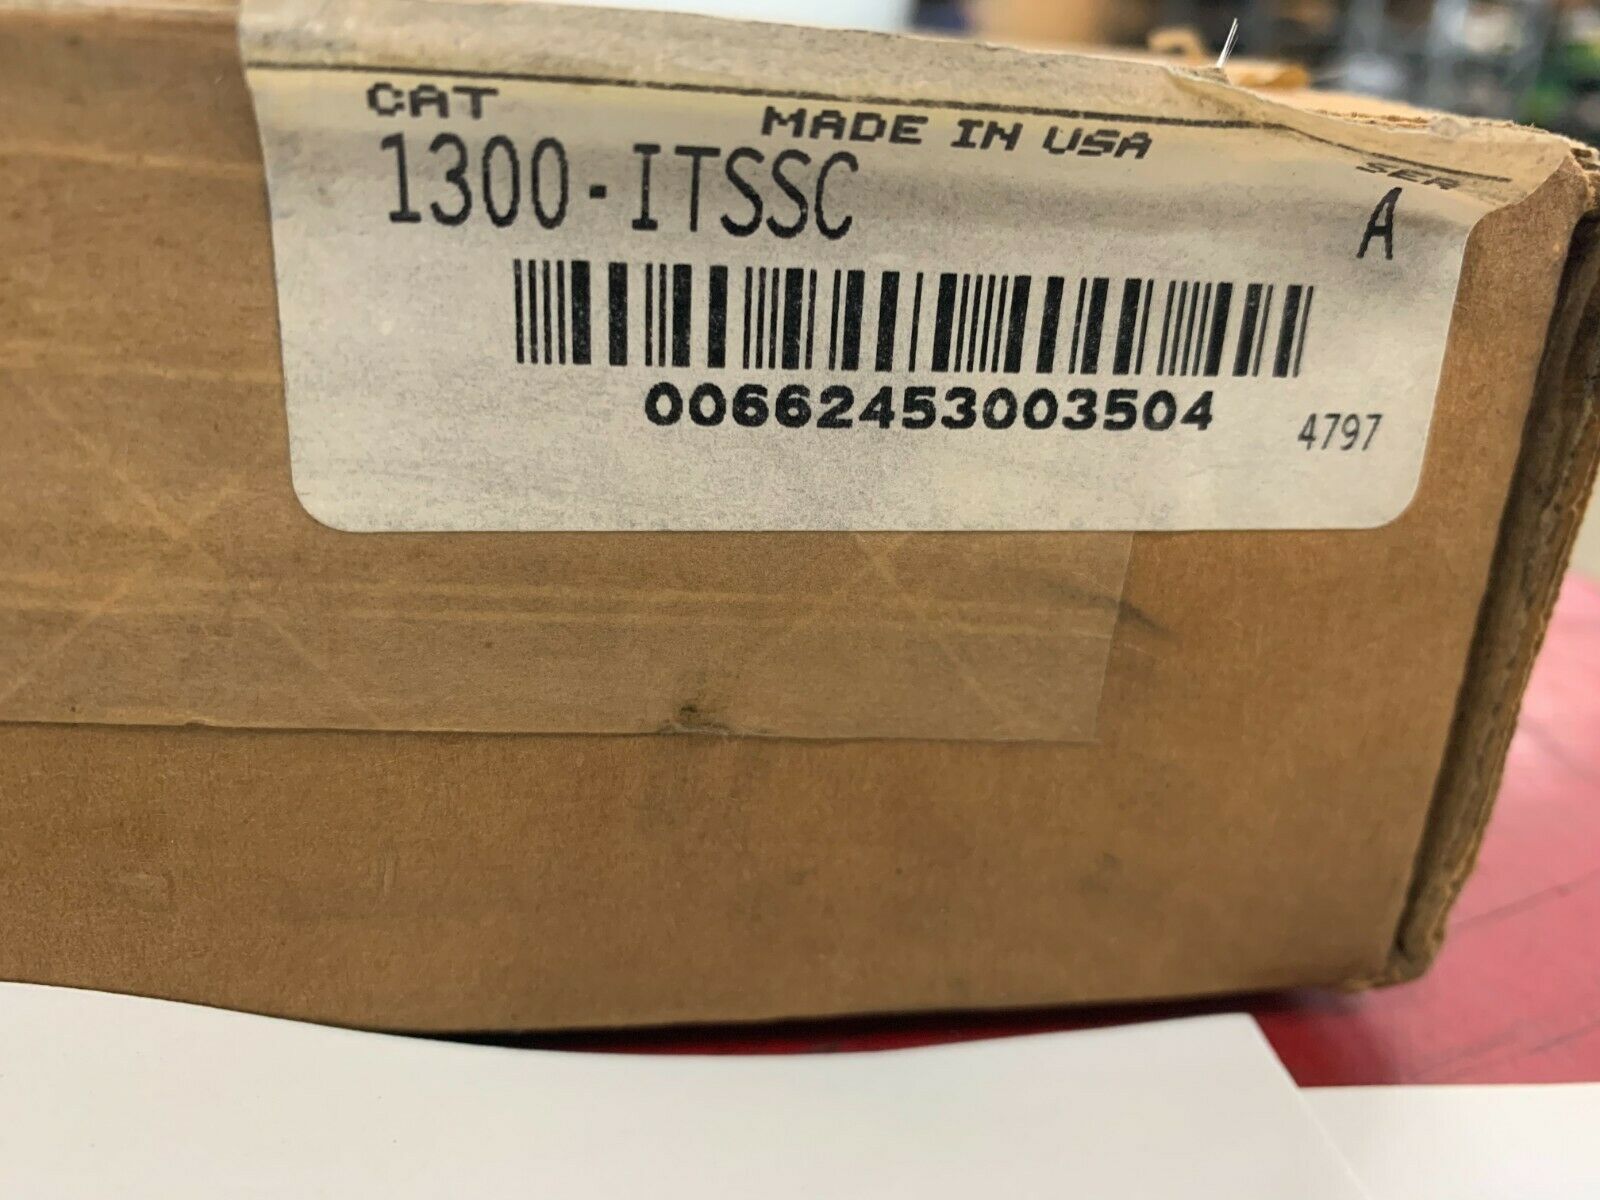 CAT
MADE IN USA
SER
1300-ITSSC
A
00662453003504
4797